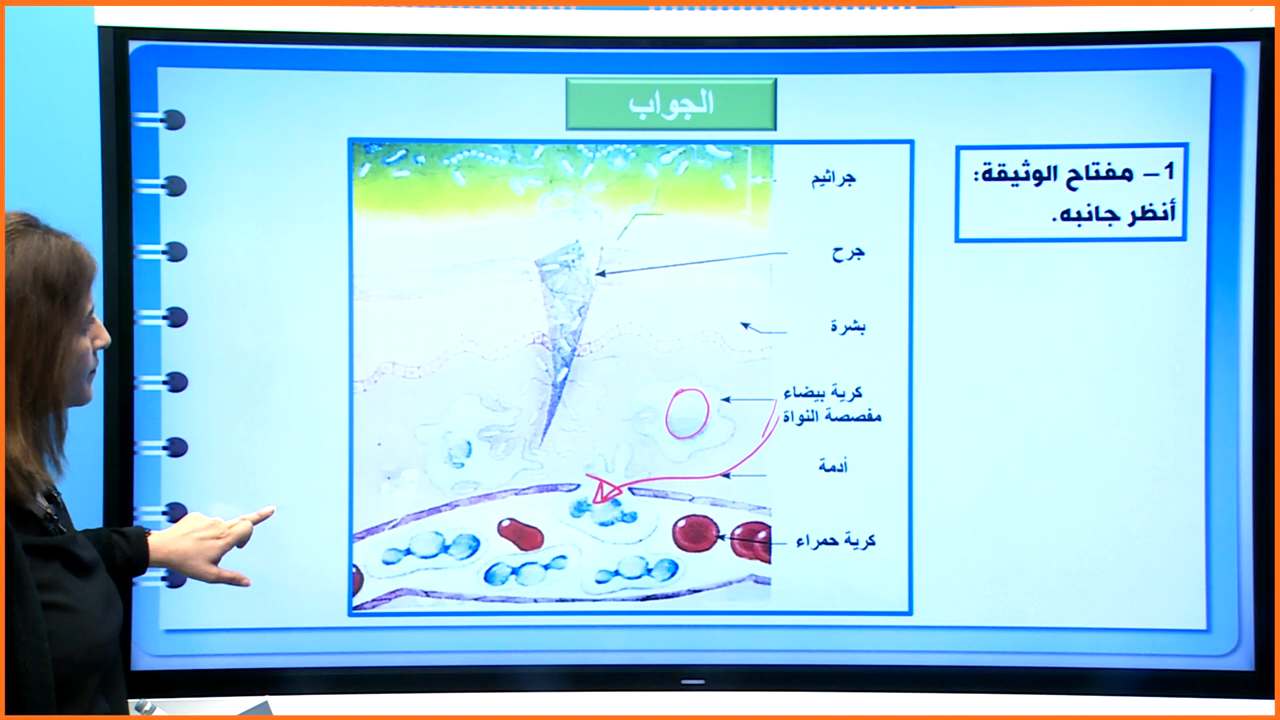 الجواب
1– مفتاح الوثيقة:
أنظر جانبه.
جراثيم
جرح
بشرة
كرية بيضاء
مفصصة النواة
أدمة
كرية حمراء